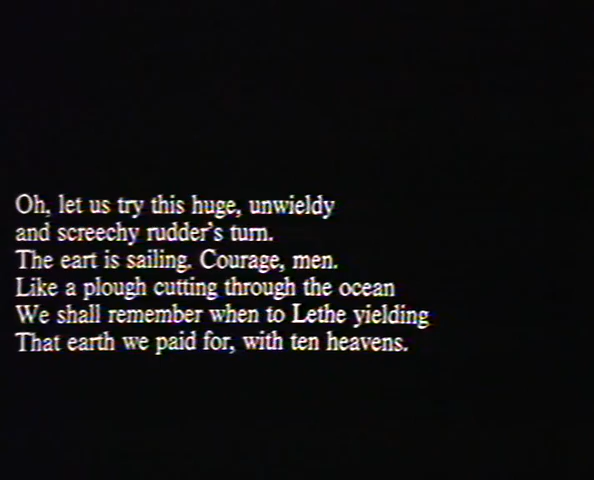 Oh, let us try this huge, unwieldy
and screechy rudder's turn.
The eart is sailing. Courage, men.
Like a plough cutting through the ocean
We shall remember when to Lethe yielding
That earth we paid for, with ten heavens.